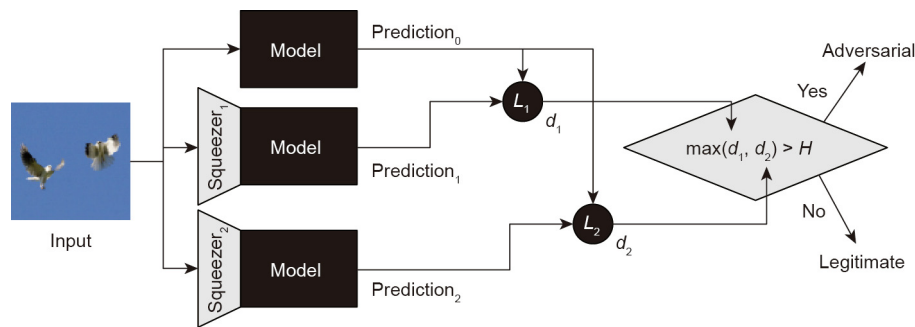 Input
Model
Prediction₀
Squeezer₁
Model
Prediction₁
Squeezer₂
Model
Prediction₂
L₁
d₁
L₂
d₂
max(d₁, d₂) > H
Yes
Adversarial
No
Legitimate